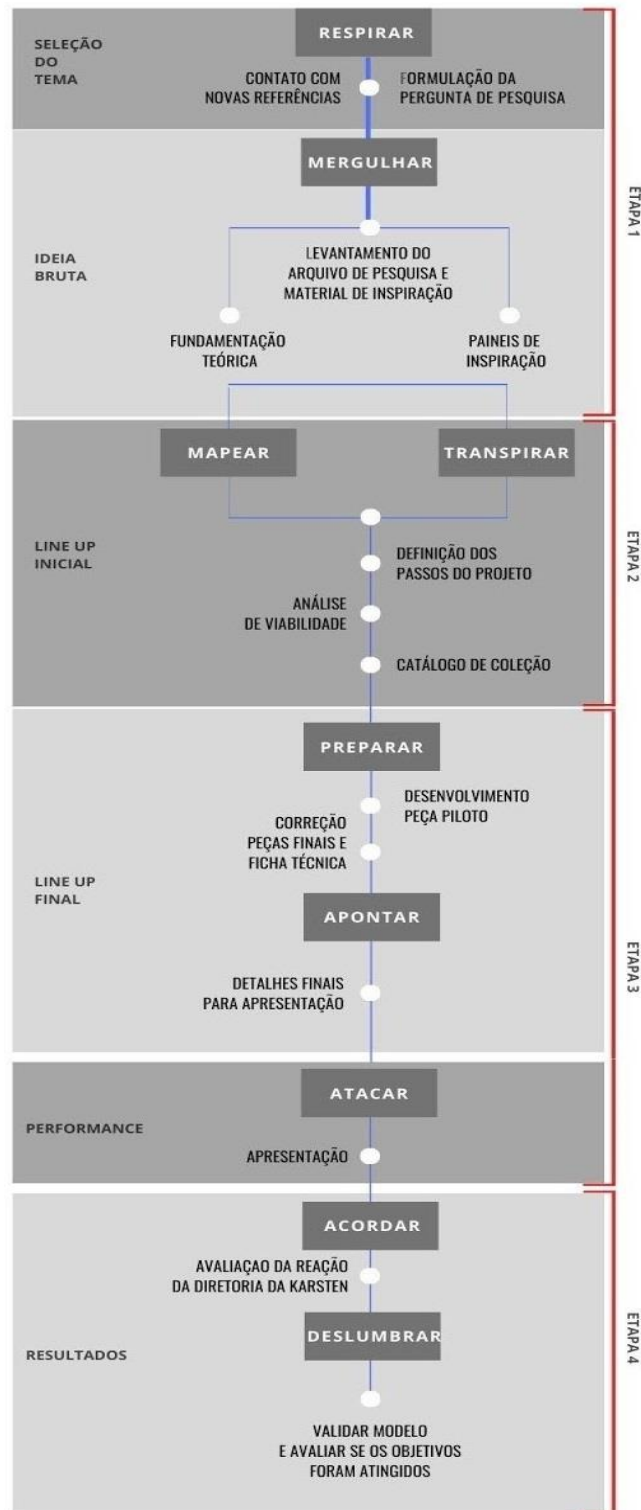 RESPIRAR
SELEÇÃO
DO
TEMA
CONTATO COM
NOVAS REFERÊNCIAS
FORMULAÇÃO DA
PERGUNTA DE PESQUISA
MERGULHAR
ETAPA 1
IDEIA
BRUTA
LEVANTAMENTO DO
ARQUIVO DE PESQUISA E
MATERIAL DE INSPIRAÇÃO
FUNDAMENTAÇÃO
TEÓRICA
PAINEIS DE
INSPIRAÇÃO
MAPEAR
TRANSPIRAR
LINE UP
INICIAL
ETAPA 2
DEFINIÇÃO DOS
PASSOS DO PROJETO
ANÁLISE
DE VIABILIDADE
CATÁLOGO DE COLEÇÃO
PREPARAR
DESENVOLVIMENTO
PEÇA PILOTO
CORREÇÃO
PEÇAS FINAIS E
FICHA TÉCNICA
LINE UP
FINAL
APONTAR
ETAPA 3
DETALHES FINAIS
PARA APRESENTAÇÃO
ATACAR
PERFORMANCE
APRESENTAÇÃO
ACORDAR
AVALIAÇAO DA REAÇÃO
DA DIRETORIA DA KARSTEN
DESLUMBRAR
RESULTADOS
ETAPA 4
VALIDAR MODELO
E AVALIAR SE OS OBJETIVOS
FORAM ATINGIDOS